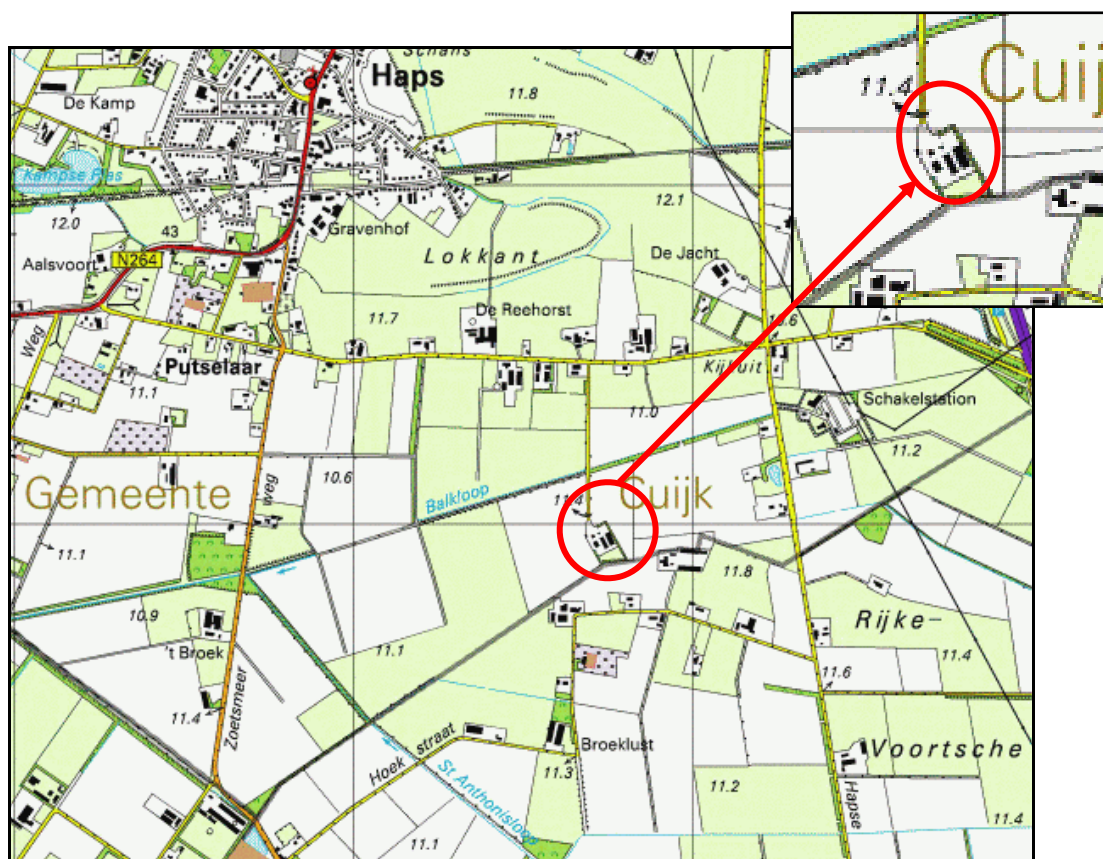 Schans
Haps
11.8
De Kamp
Kampse Plas
12.0
43
Gravenhof
12.1
Aalsvoort
N264
Lokkant
De Jacht
Weg
11.7
De Reehorst
10.6
Putselaar
Kijkuit
11.1
11.0
Schakelstation
11.2
10.6
weg
Gemeente
Balkloop
11.4
Cuijk
11.1
11.8
10.9
Rijke-
't Broek
11.1
11.4
11.6
11.4
Zoetsmeer
Hoek straat
Broeklust
Voortsche
St Anthonisloop
11.3
11.2
Hapse
11.4
11.1
Cuij
11.4